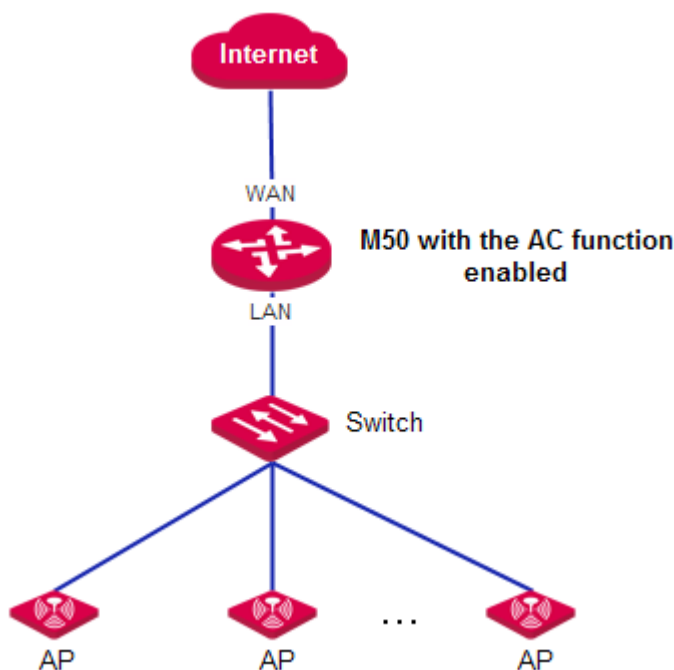 Internet
WAN
M50 with the AC function
enabled
LAN
Switch
...
AP
AP
AP